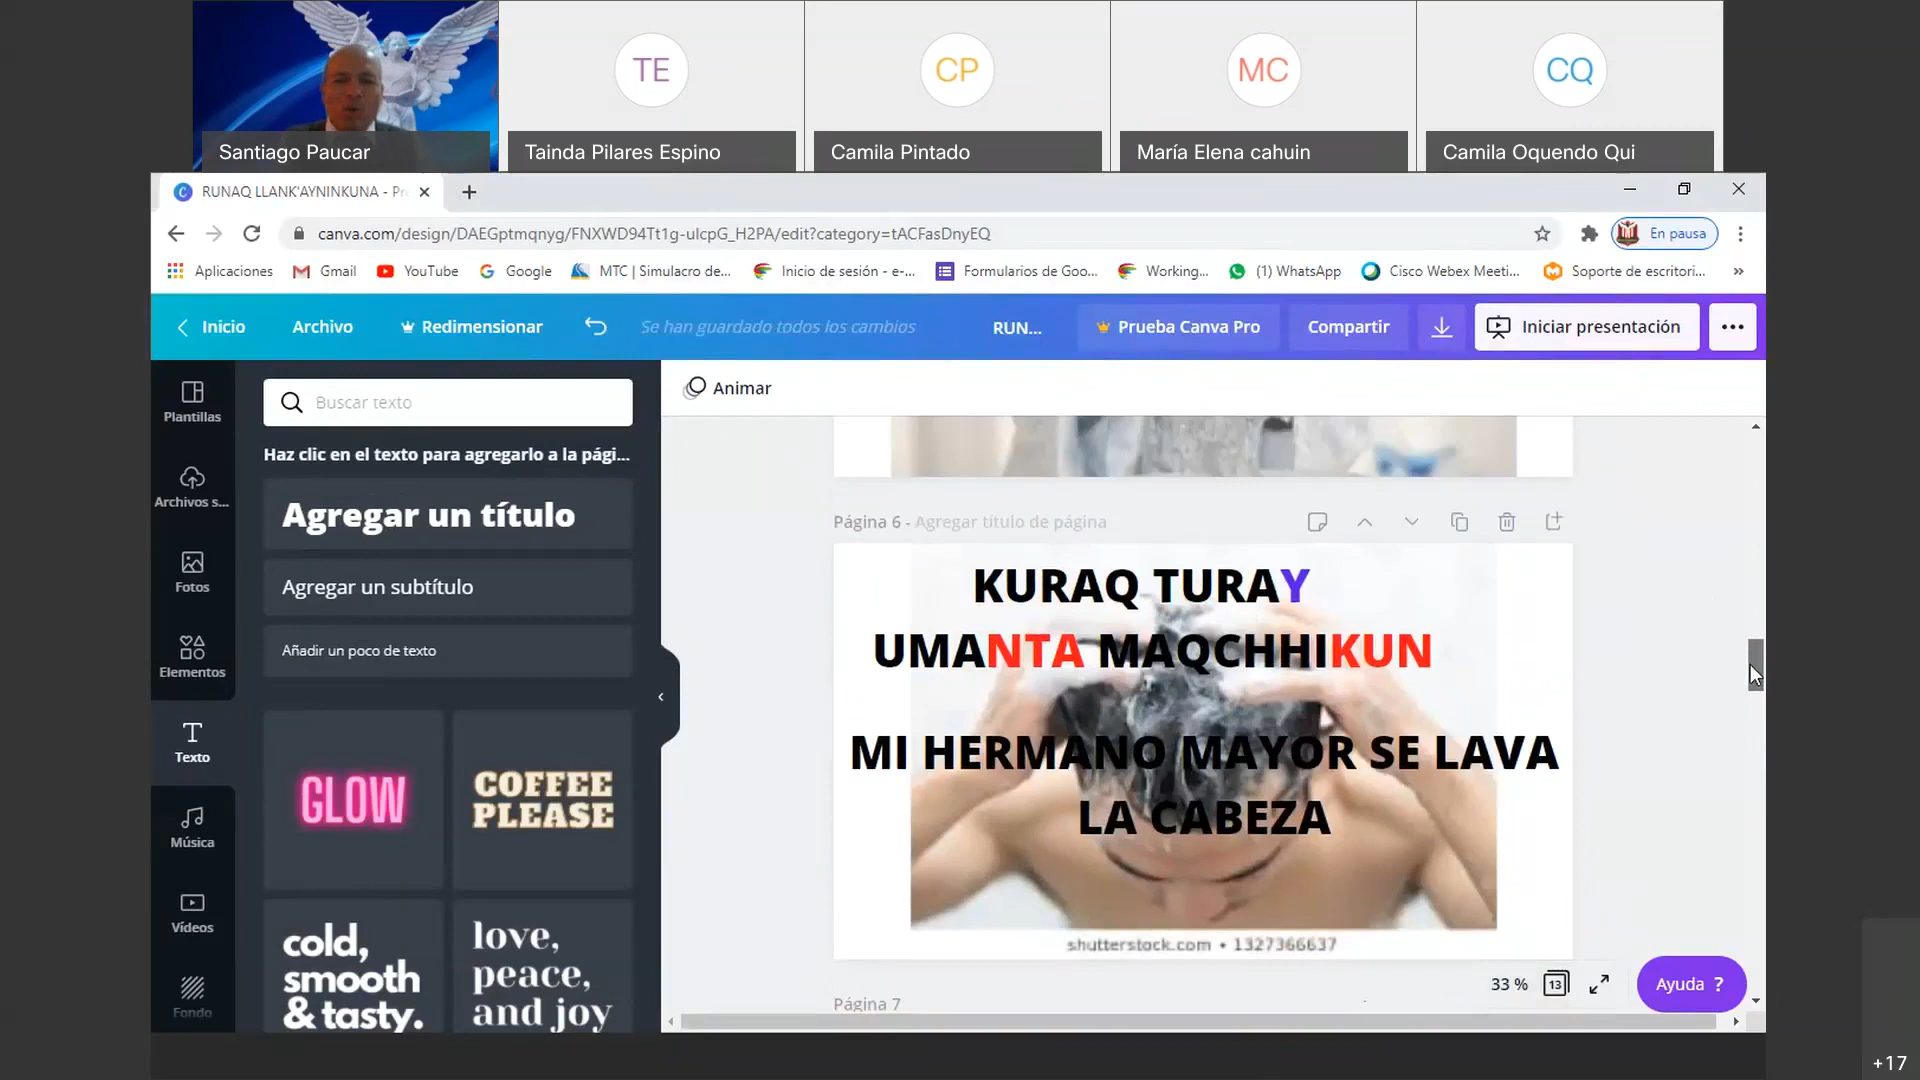 TE
CP
MC
CQ
Santiago Paucar
Tainda Pilares Espino
Camila Pintado
María Elena cahuin
Camila Oquendo Qui
RUNAQ LLANK'AYNINKUNA - Pr
canva.com/design/DAEGptmqnyg/FNXWD94Tt1g-ulcpG_H2PA/edit?category=tACFasDnyEQ
En pausa
Aplicaciones
Gmail
YouTube
Google
MTC | Simulacro de...
Inicio de sesión - e-...
Formularios de Goo...
Working...
(1) WhatsApp
Cisco Webex Meeti...
Soporte de escritori...
Inicio
Archivo
Redimensionar
Se han guardado todos los cambios
RUN...
Prueba Canva Pro
Compartir
Iniciar presentación
Plantillas
Archivos s...
Fotos
Elementos
Texto
Música
Vídeos
Fondo
Buscar texto
Haz clic en el texto para agregarlo a la pági...
Agregar un título
Agregar un subtítulo
Añadir un poco de texto
GLOW
COFFEE
PLEASE
cold,
smooth
& tasty.
love,
peace,
and joy
Animar
Página 6 - Agregar título de página
KURAQ TURAY
UMANTA MAQCHHIKUN
MI HERMANO MAYOR SE LAVA
LA CABEZA
shutterstock.com • 1327366637
Página 7
33 %
13
Ayuda ?
+17